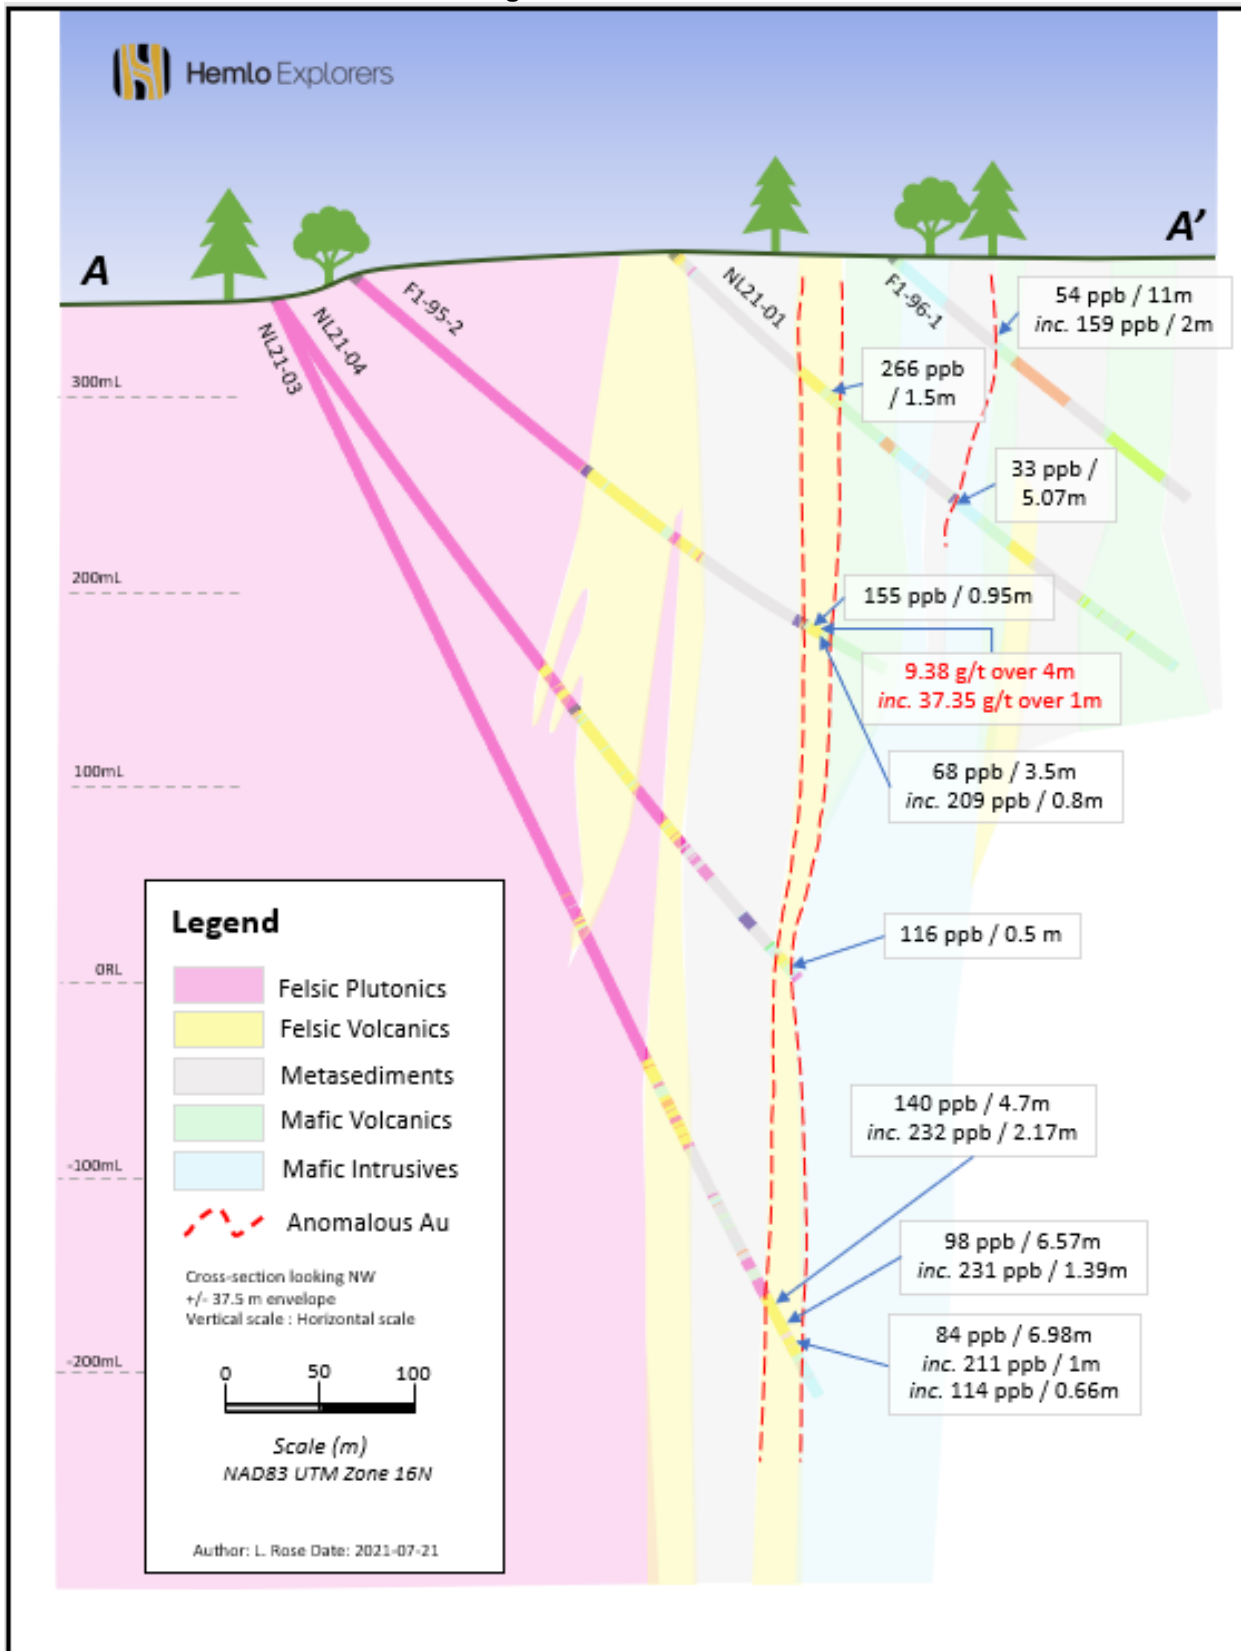 Hemlo Explorers
A
A’
NL21-03
NL21-04
F1-95-2
NL21-01
F1-96-1
54 ppb / 11m
inc. 159 ppb / 2m
266 ppb
/ 1.5m
33 ppb /
5.07m
155 ppb / 0.95m
9.38 g/t over 4m
inc. 37.35 g/t over 1m
68 ppb / 3.5m
inc. 209 ppb / 0.8m
116 ppb / 0.5 m
140 ppb / 4.7m
inc. 232 ppb / 2.17m
98 ppb / 6.57m
inc. 231 ppb / 1.39m
84 ppb / 6.98m
inc. 211 ppb / 1m
inc. 114 ppb / 0.66m
300mL
200mL
100mL
0RL
-100mL
-200mL
Legend
Felsic Plutonics
Felsic Volcanics
Metasediments
Mafic Volcanics
Mafic Intrusives
Anomalous Au
Cross-section looking NW
+/- 37.5 m envelope
Vertical scale : Horizontal scale
0 50 100
Scale (m)
NAD83 UTM Zone 16N
Author: L. Rose Date: 2021-07-21